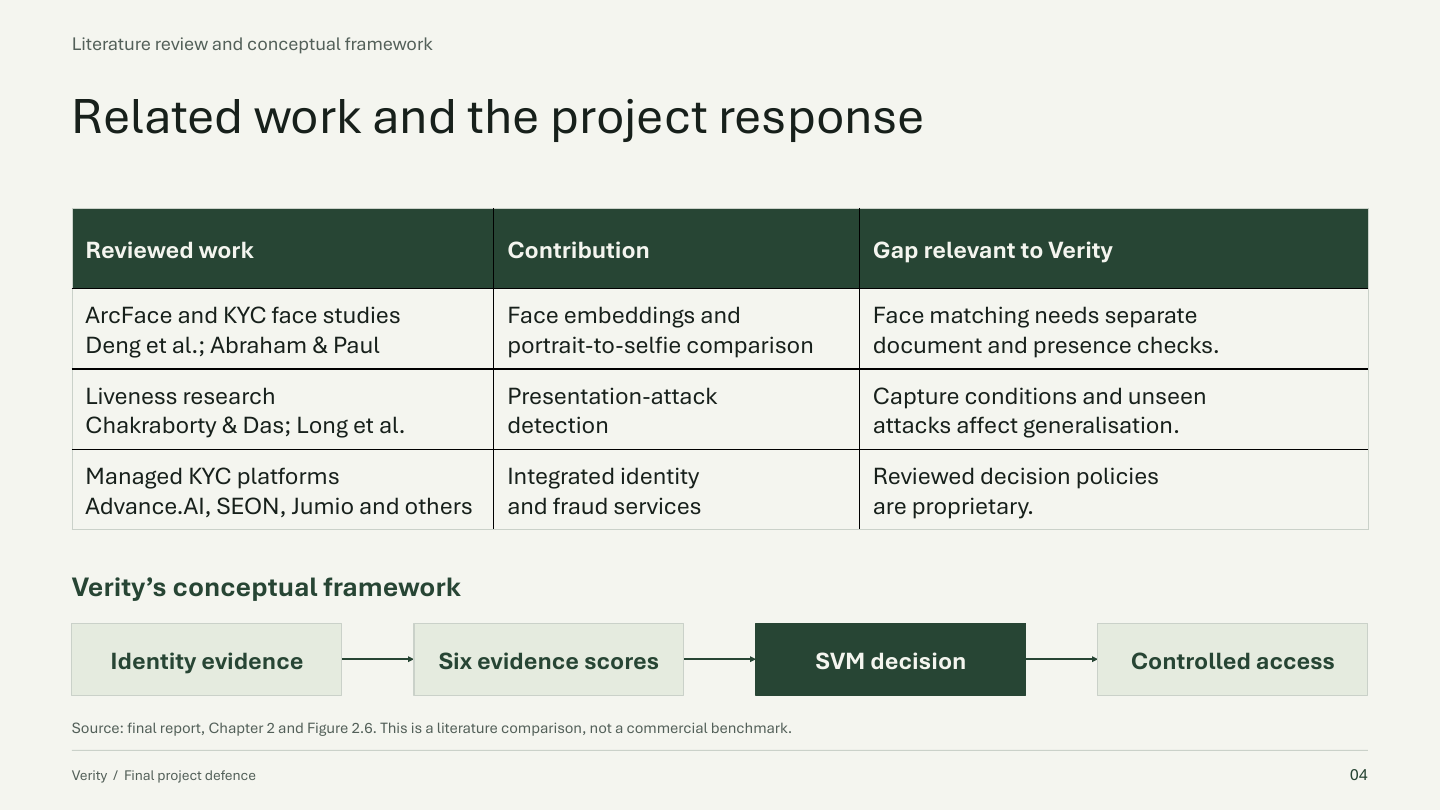 Literature review and conceptual framework
Related work and the project response
Reviewed work
Contribution
Gap relevant to Verity
ArcFace and KYC face studies
Deng et al.; Abraham & Paul
Face embeddings and
portrait-to-selfie comparison
Face matching needs separate
document and presence checks.
Liveness research
Chakraborty & Das; Long et al.
Presentation-attack
detection
Capture conditions and unseen
attacks affect generalisation.
Managed KYC platforms
Advance.AI, SEON, Jumio and others
Integrated identity
and fraud services
Reviewed decision policies
are proprietary.
Verity’s conceptual framework
Identity evidence
Six evidence scores
SVM decision
Controlled access
Source: final report, Chapter 2 and Figure 2.6. This is a literature comparison, not a commercial benchmark.
Verity / Final project defence
04